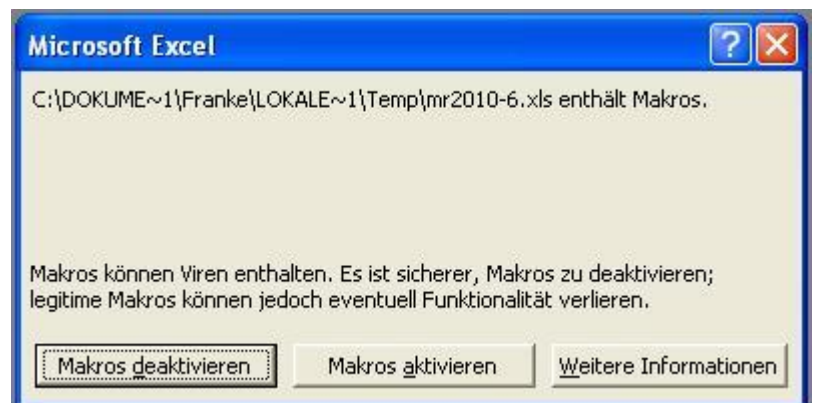 Microsoft Excel
C:\DOKUME~1\Franke\LOKALE~1\Temp\mr2010-6.xls enthält Makros.
Makros können Viren enthalten. Es ist sicherer, Makros zu deaktivieren;
legitime Makros können jedoch eventuell Funktionalität verlieren.
Makros deaktivieren Makros aktivieren Weitere Informationen